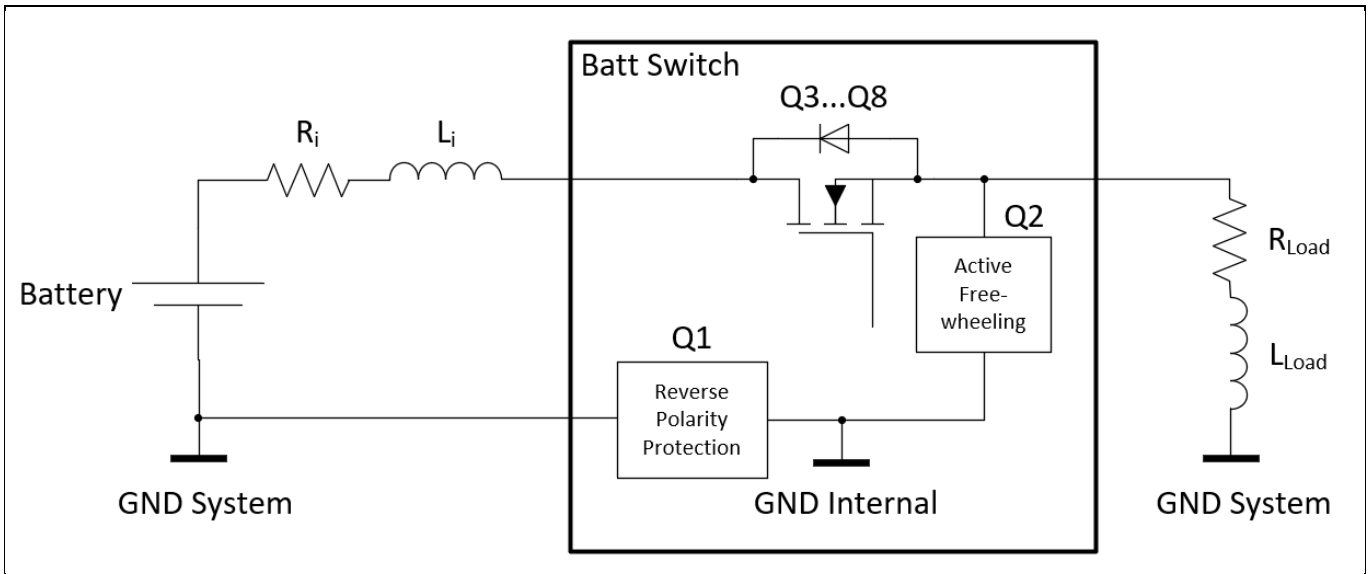 Batt Switch
Q3...Q8
Ri
Li
Q2
Active
Free-
wheeling
RLoad
LLoad
Battery
Q1
Reverse
Polarity
Protection
GND System
GND Internal
GND System